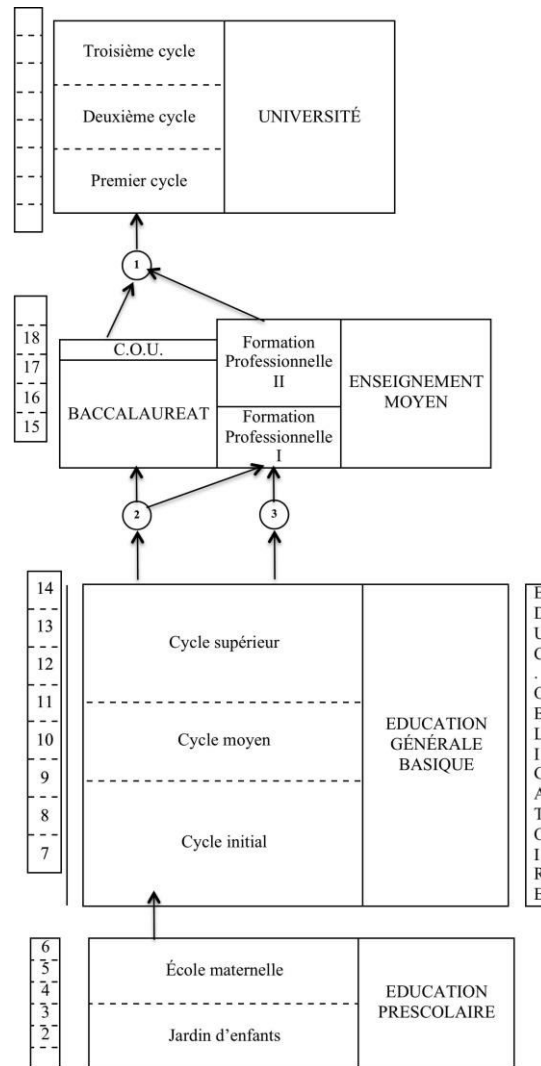 Troisième cycle
Deuxième cycle
UNIVERSITÉ
Premier cycle
1
18
17
16
15
C.O.U.
BACCALAUREAT
Formation
Professionnelle
II
Formation
Professionnelle
I
ENSEIGNEMENT
MOYEN
2
3
14
13
12
11
10
9
8
7
Cycle supérieur
Cycle moyen
Cycle initial
EDUCATION
GÉNÉRALE
BASIQUE
E
D
U
C
.
O
B
L
I
G
A
T
O
I
R
E
6
5
4
3
2
École maternelle
Jardin d’enfants
EDUCATION
PRESCOLAIRE